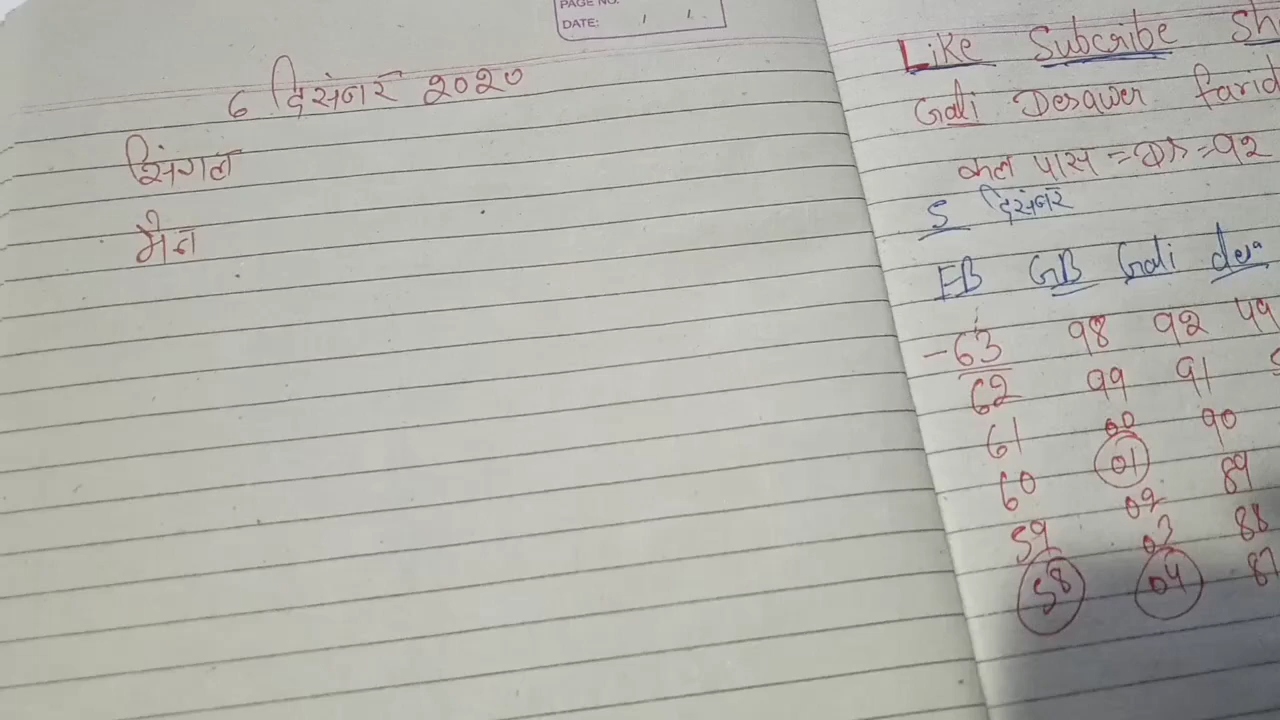 PAGE NO.
DATE: / /
6 दिसंबर 2020
सिंगल
मैन
Like Subcribe Sh
Gali Desawer farid
कल पास = = 92
5 दिसंबर
FB GB Gali des
-63 98 92 49
62 99 91
61 00 90
60 01 89
59 02 88
58 03 87
04